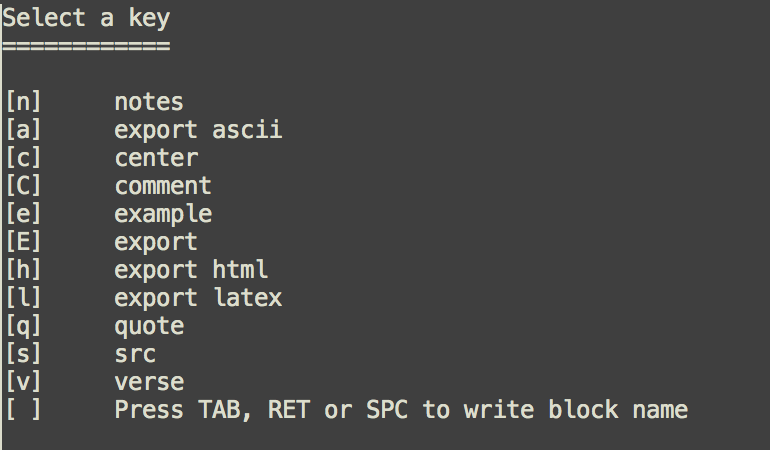 Select a key
============
[n] notes
[a] export ascii
[c] center
[C] comment
[e] example
[E] export
[h] export html
[l] export latex
[q] quote
[s] src
[v] verse
[ ] Press TAB, RET or SPC to write block name